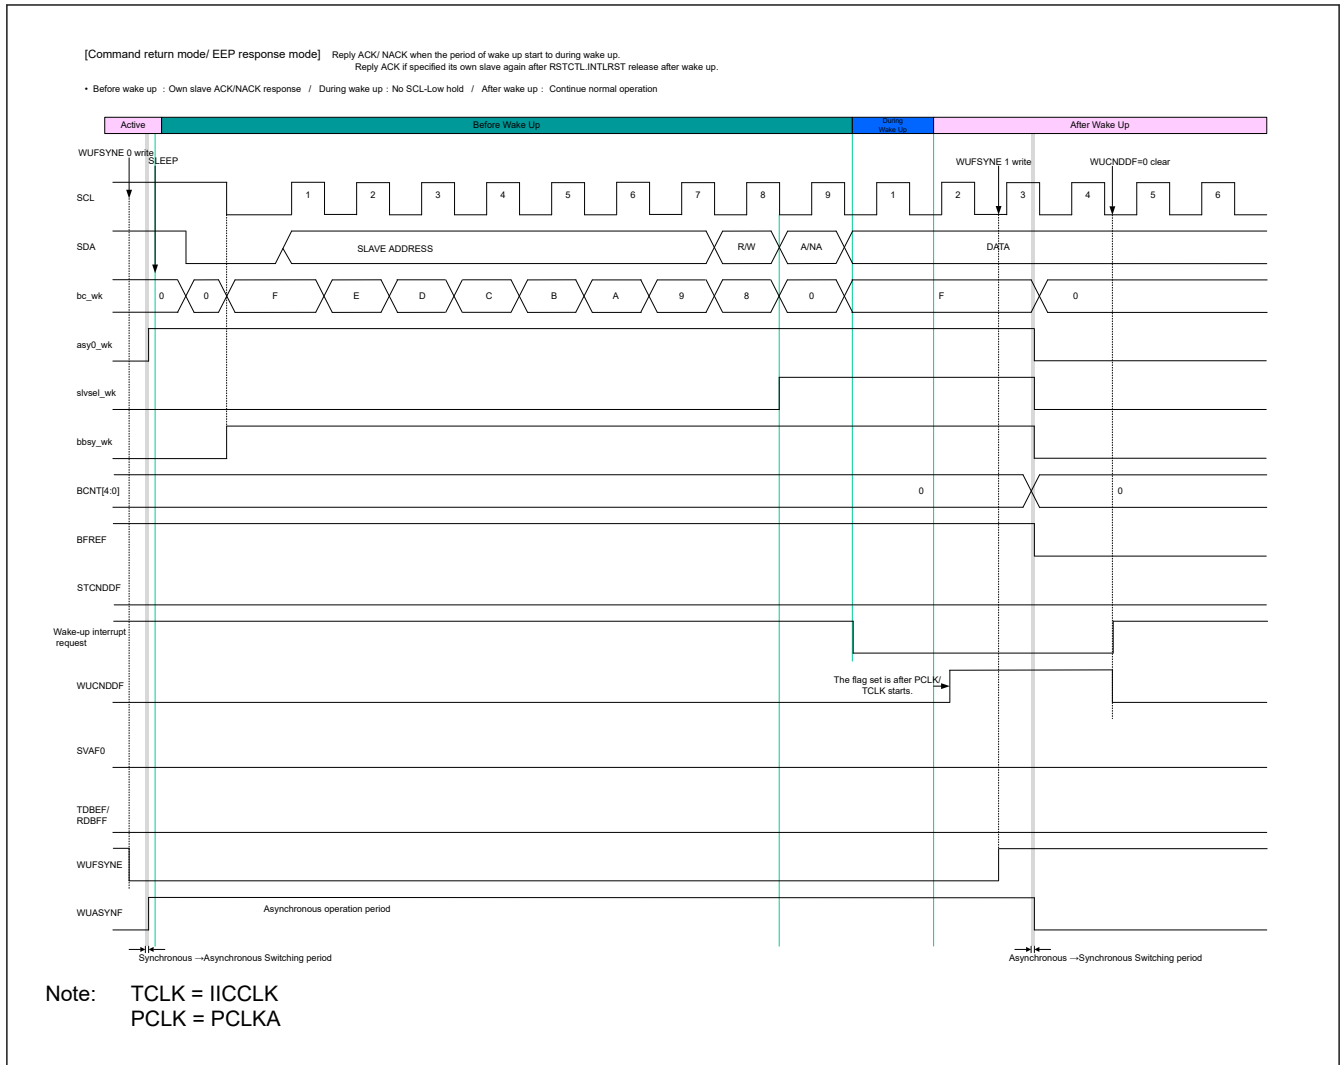 [Command return mode/ EEP response mode] Reply ACK/ NACK when the period of wake up start to during wake up.
Reply ACK if specified its own slave again after RSTCTL.INTLRST release after wake up.
• Before wake up : Own slave ACK/NACK response / During wake up : No SCL-Low hold / After wake up : Continue normal operation
Active Before Wake Up During Wake Up After Wake Up
WUFSYNE 0 write
SLEEP
WUFSYNE 1 write WUCNDDF=0 clear
SCL 1 2 3 4 5 6 7 8 9 1 2 3 4 5 6
SDA SLAVE ADDRESS R/W A/NA DATA
bc_wk 0 0 F E D C B A 9 8 0 F 0
asy0_wk
slvsel_wk
bbsy_wk
BCNT[4:0] 0 0
BFREF
STCNDDF
Wake-up interrupt
request
WUCNDDF
The flag set is after PCLK/
TCLK starts.
SVAF0
TDBEF/
RDBFF
WUFSYNE
WUASYNF Asynchronous operation period
Synchronous →Asynchronous Switching period Asynchronous →Synchronous Switching period
Note: TCLK = IICCLK
PCLK = PCLKA